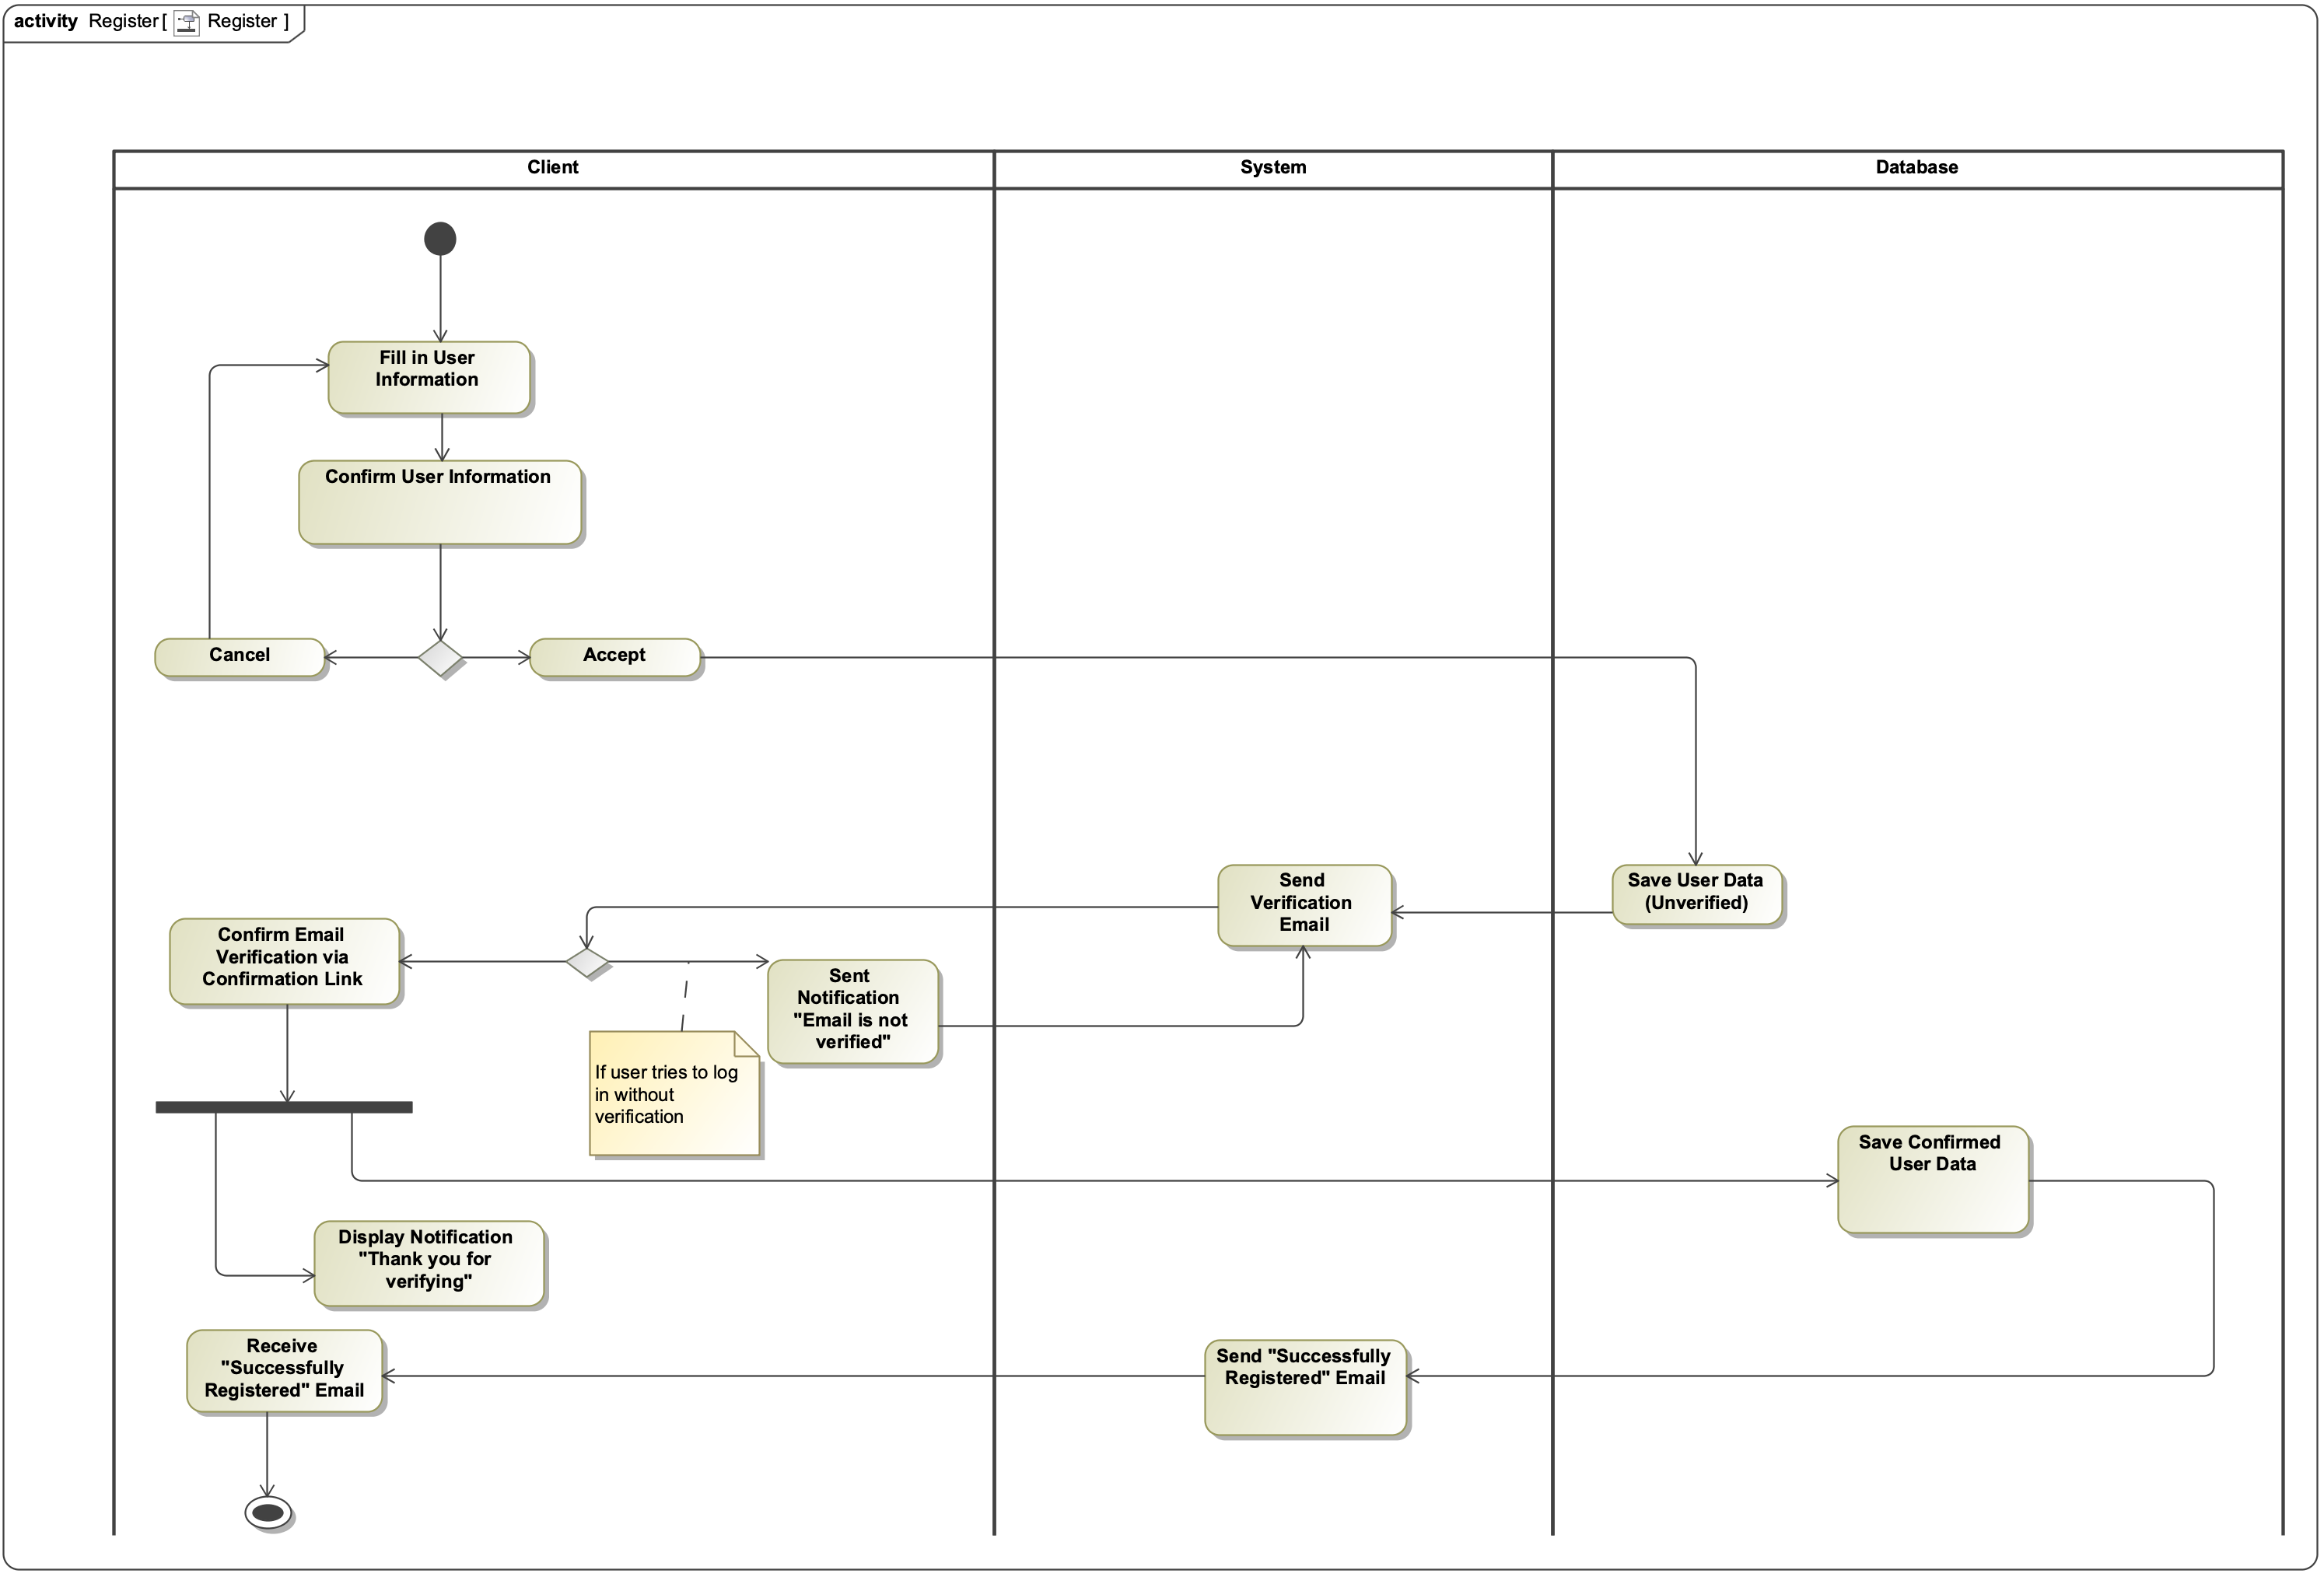 activity Register [ Register ]
Client
System
Database
Fill in User
Information
Confirm User Information
Cancel
Accept
Send
Verification
Email
Save User Data
(Unverified)
Confirm Email
Verification via
Confirmation Link
Sent
Notification
"Email is not
verified"
If user tries to log
in without
verification
Save Confirmed
User Data
Display Notification
"Thank you for
verifying"
Receive
"Successfully
Registered" Email
Send "Successfully
Registered" Email